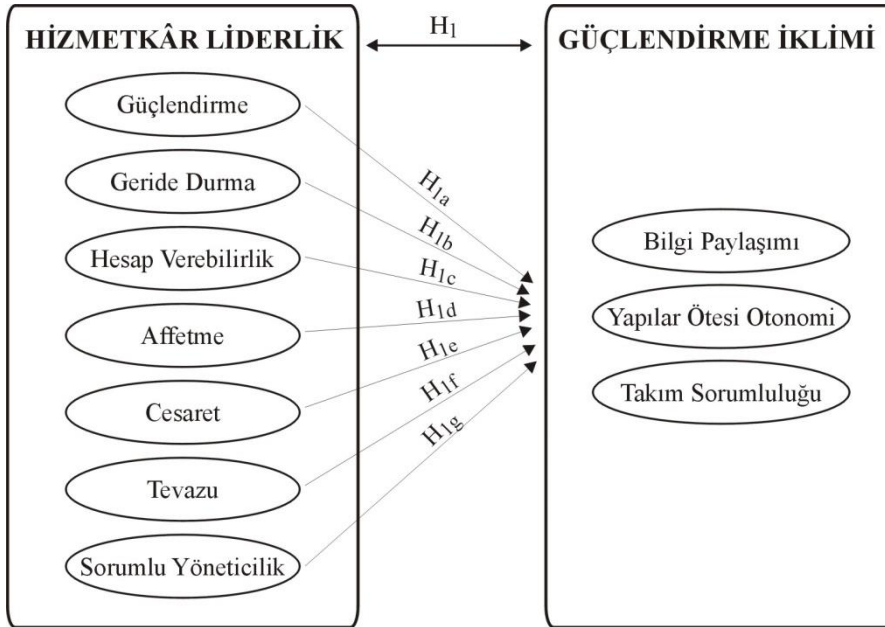 HİZMETKÂR LİDERLİK
H1
GÜÇLENDİRME İKLİMİ
Güçlendirme
Geride Durma
Hesap Verebilirlik
Affetme
Cesaret
Tevazu
Sorumlu Yöneticilik
H1a
H1b
H1c
H1d
H1e
H1f
H1g
Bilgi Paylaşımı
Yapılar Ötesi Otonomi
Takım Sorumluluğu